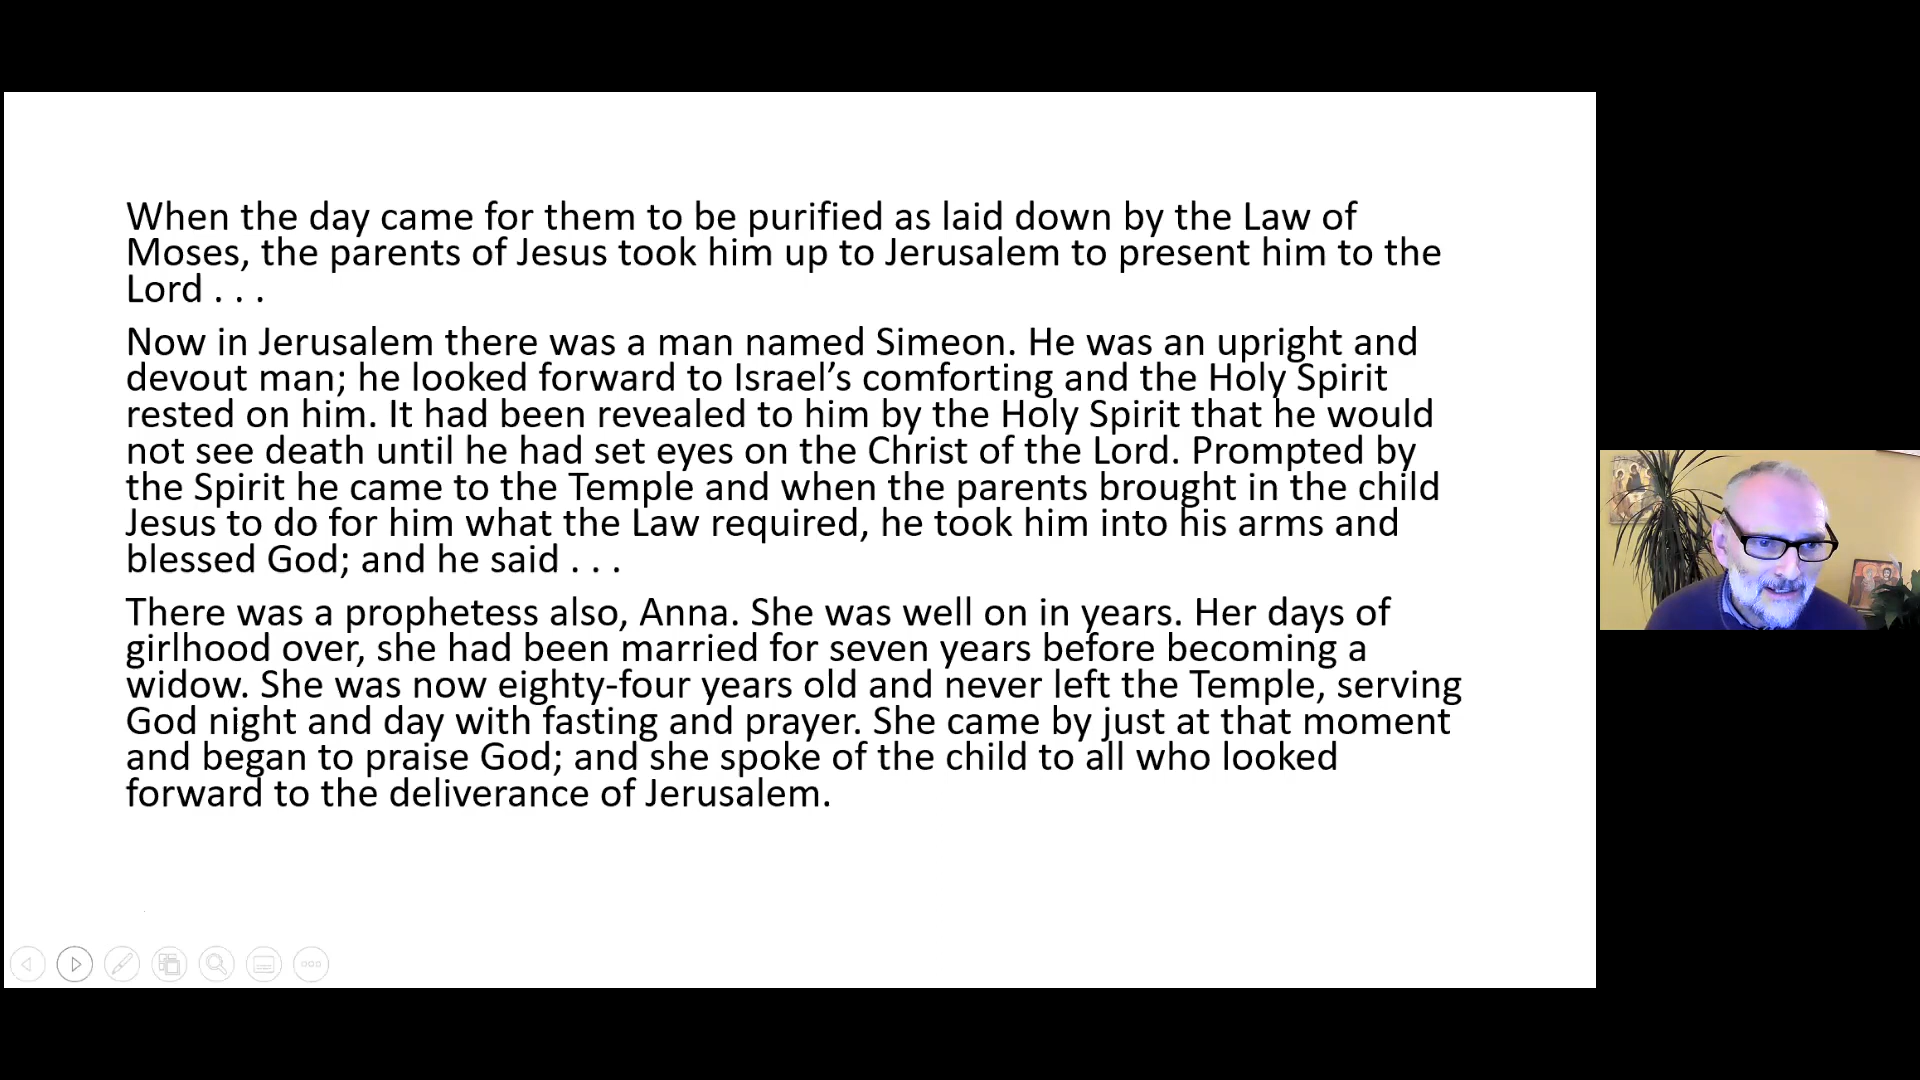 When the day came for them to be purified as laid down by the Law of
Moses, the parents of Jesus took him up to Jerusalem to present him to the
Lord . . .
Now in Jerusalem there was a man named Simeon. He was an upright and
devout man; he looked forward to Israel’s comforting and the Holy Spirit
rested on him. It had been revealed to him by the Holy Spirit that he would
not see death until he had set eyes on the Christ of the Lord. Prompted by
the Spirit he came to the Temple and when the parents brought in the child
Jesus to do for him what the Law required, he took him into his arms and
blessed God; and he said . . .
There was a prophetess also, Anna. She was well on in years. Her days of
girlhood over, she had been married for seven years before becoming a
widow. She was now eighty-four years old and never left the Temple, serving
God night and day with fasting and prayer. She came by just at that moment
and began to praise God; and she spoke of the child to all who looked
forward to the deliverance of Jerusalem.